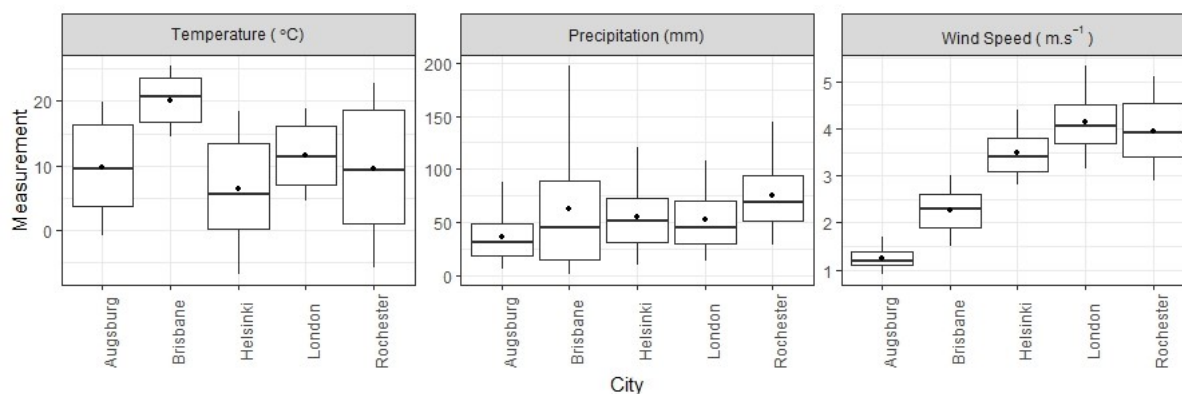 Temperature ( °C)
Precipitation (mm)
Wind Speed ( m.s⁻¹ )
Measurement
20
10
0
Augsburg
Brisbane
Helsinki
London
Rochester
200
150
100
50
0
Augsburg
Brisbane
Helsinki
London
Rochester
5
4
3
2
1
Augsburg
Brisbane
Helsinki
London
Rochester
City